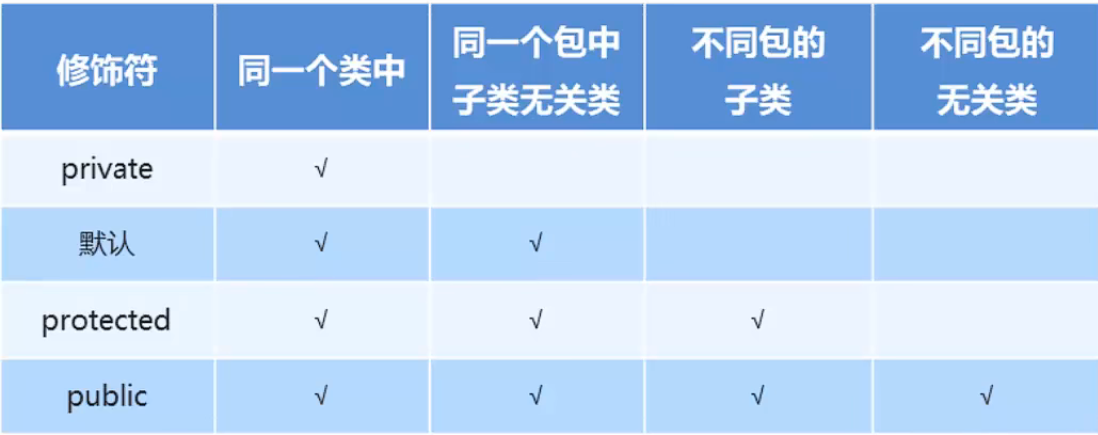 修饰符 同一个类中 同一个包中 不同包的 不同包的
子类无关类 子类 无关类
private √
默认 √ √
protected √ √ √
public √ √ √ √